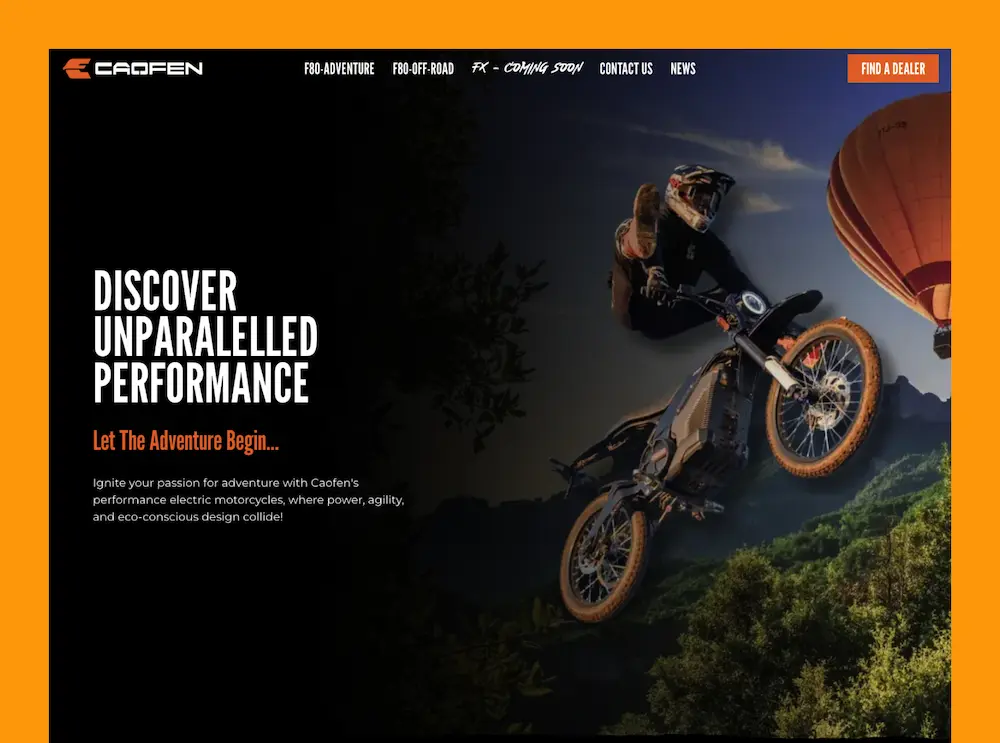 CAOFEN
F80-ADVENTURE
F80-OFF-ROAD
FX - COMING SOON
CONTACT US
NEWS
FIND A DEALER
DISCOVER
UNPARALELLED
PERFORMANCE
Let The Adventure Begin...
Ignite your passion for adventure with Caofen's
performance electric motorcycles, where power, agility,
and eco-conscious design collide!